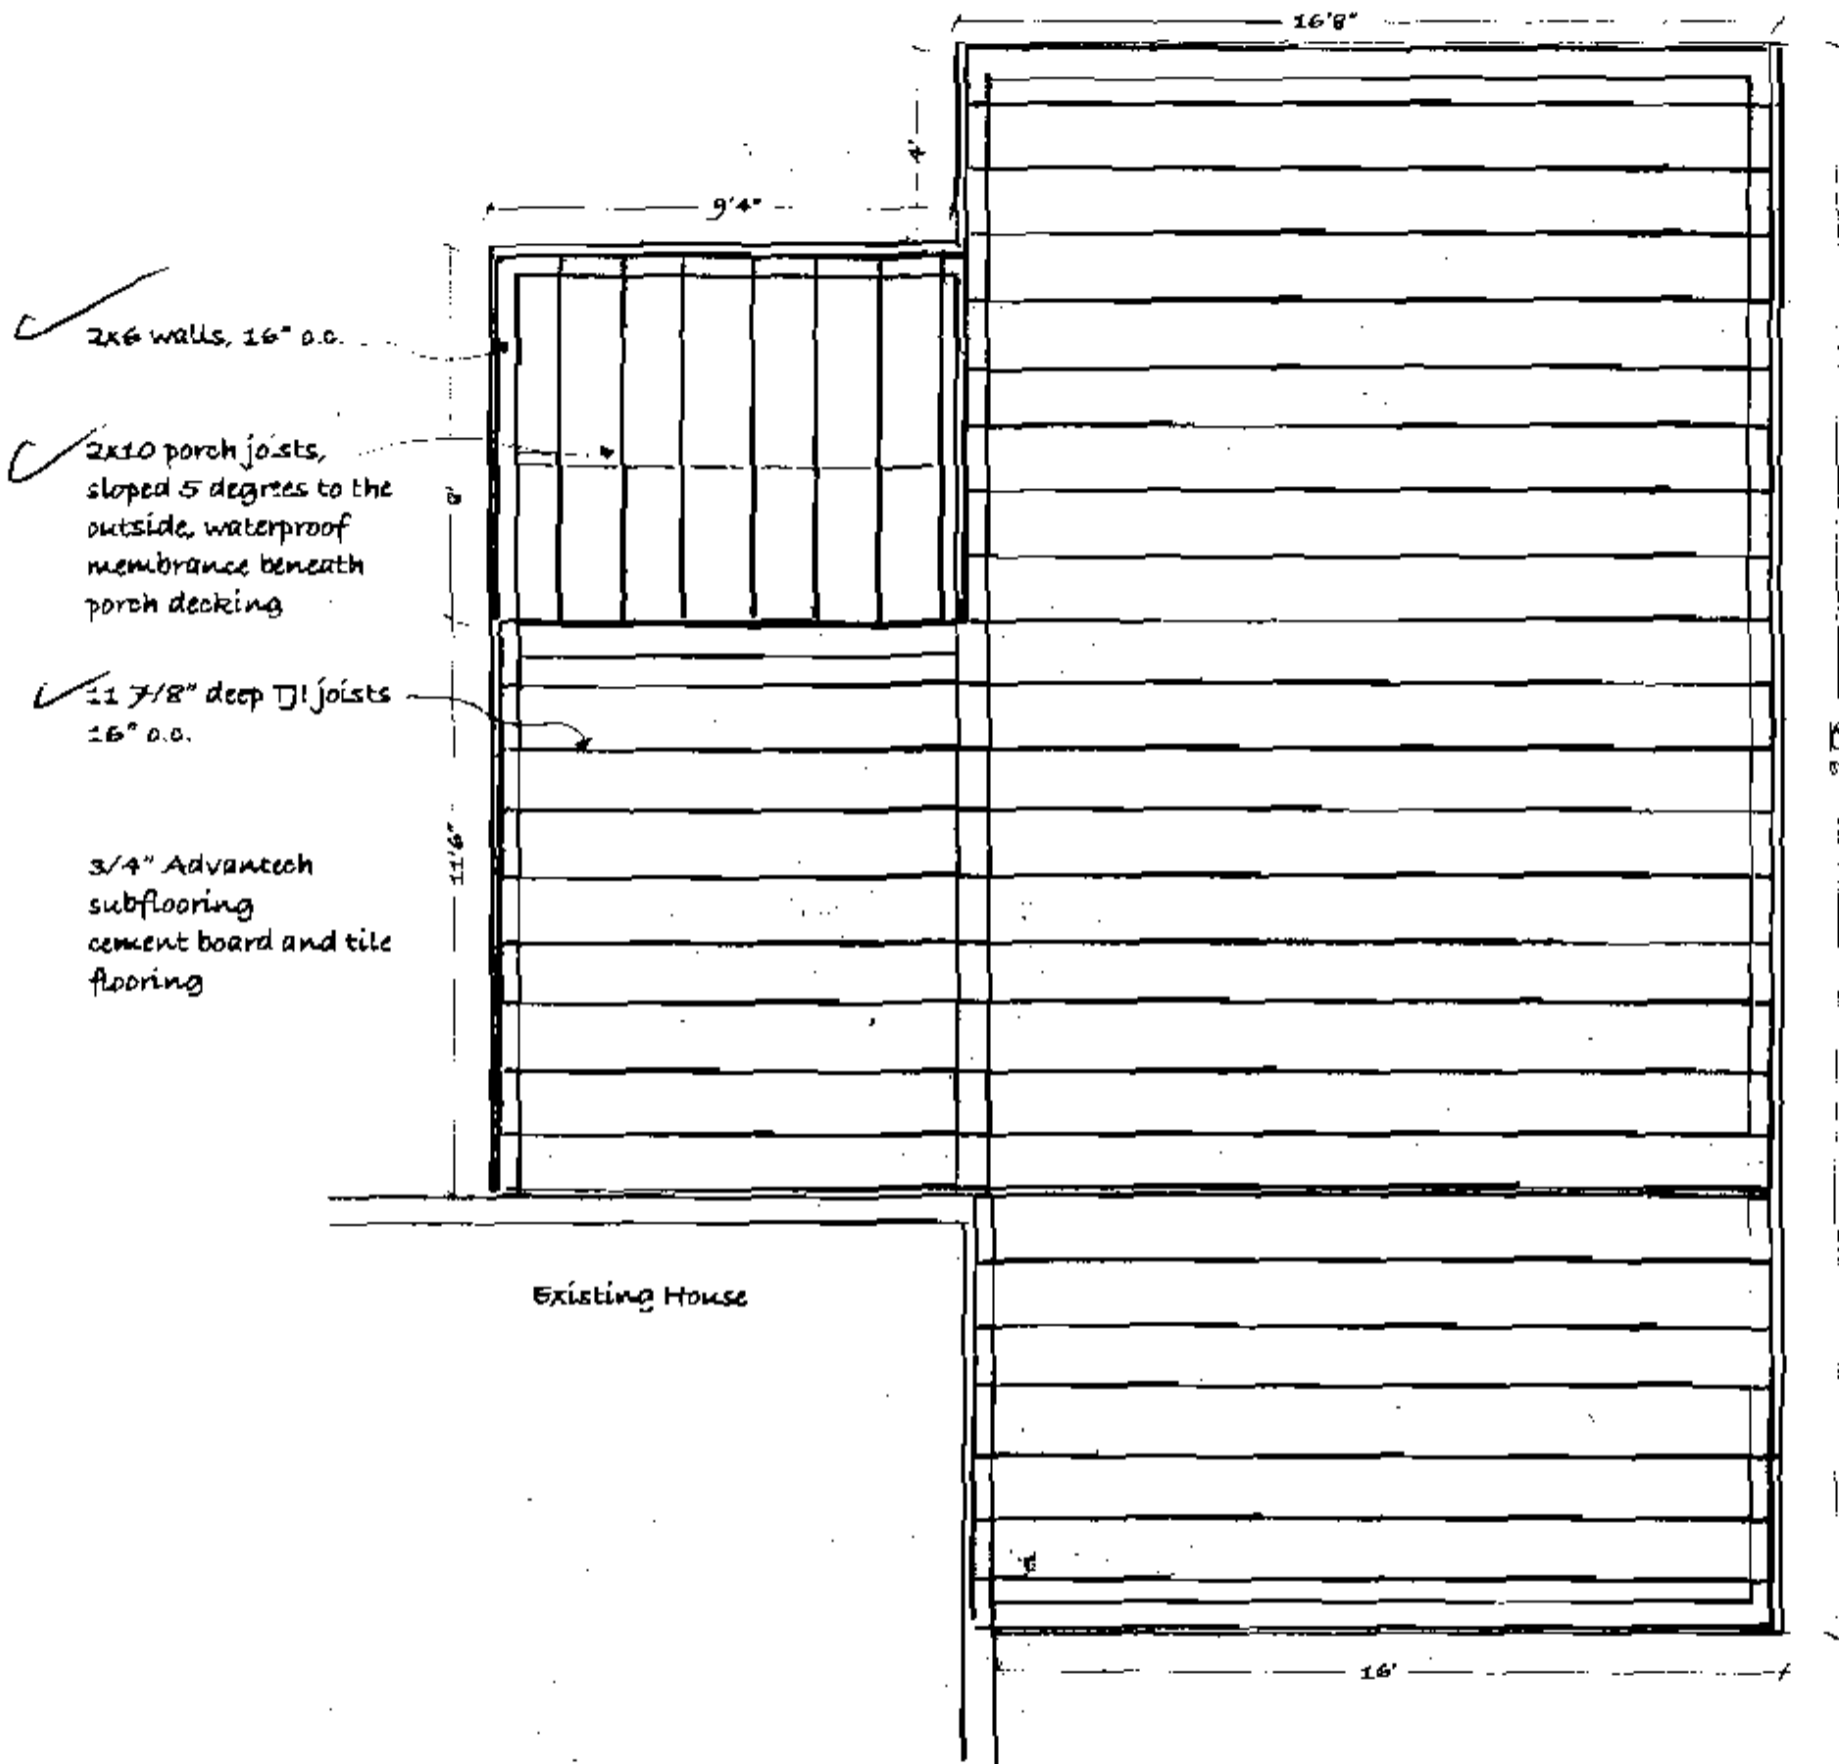 16'8"
4'
9'4"
2x6 walls, 16" o.c.
2x10 porch joists,
sloped 5 degrees to the
outside, waterproof
membrance beneath
porch decking
8'
11 7/8" deep TJI joists
16" o.c.
11'6"
3/4" Advantech
subflooring
cement board and tile
flooring
Existing House
16'